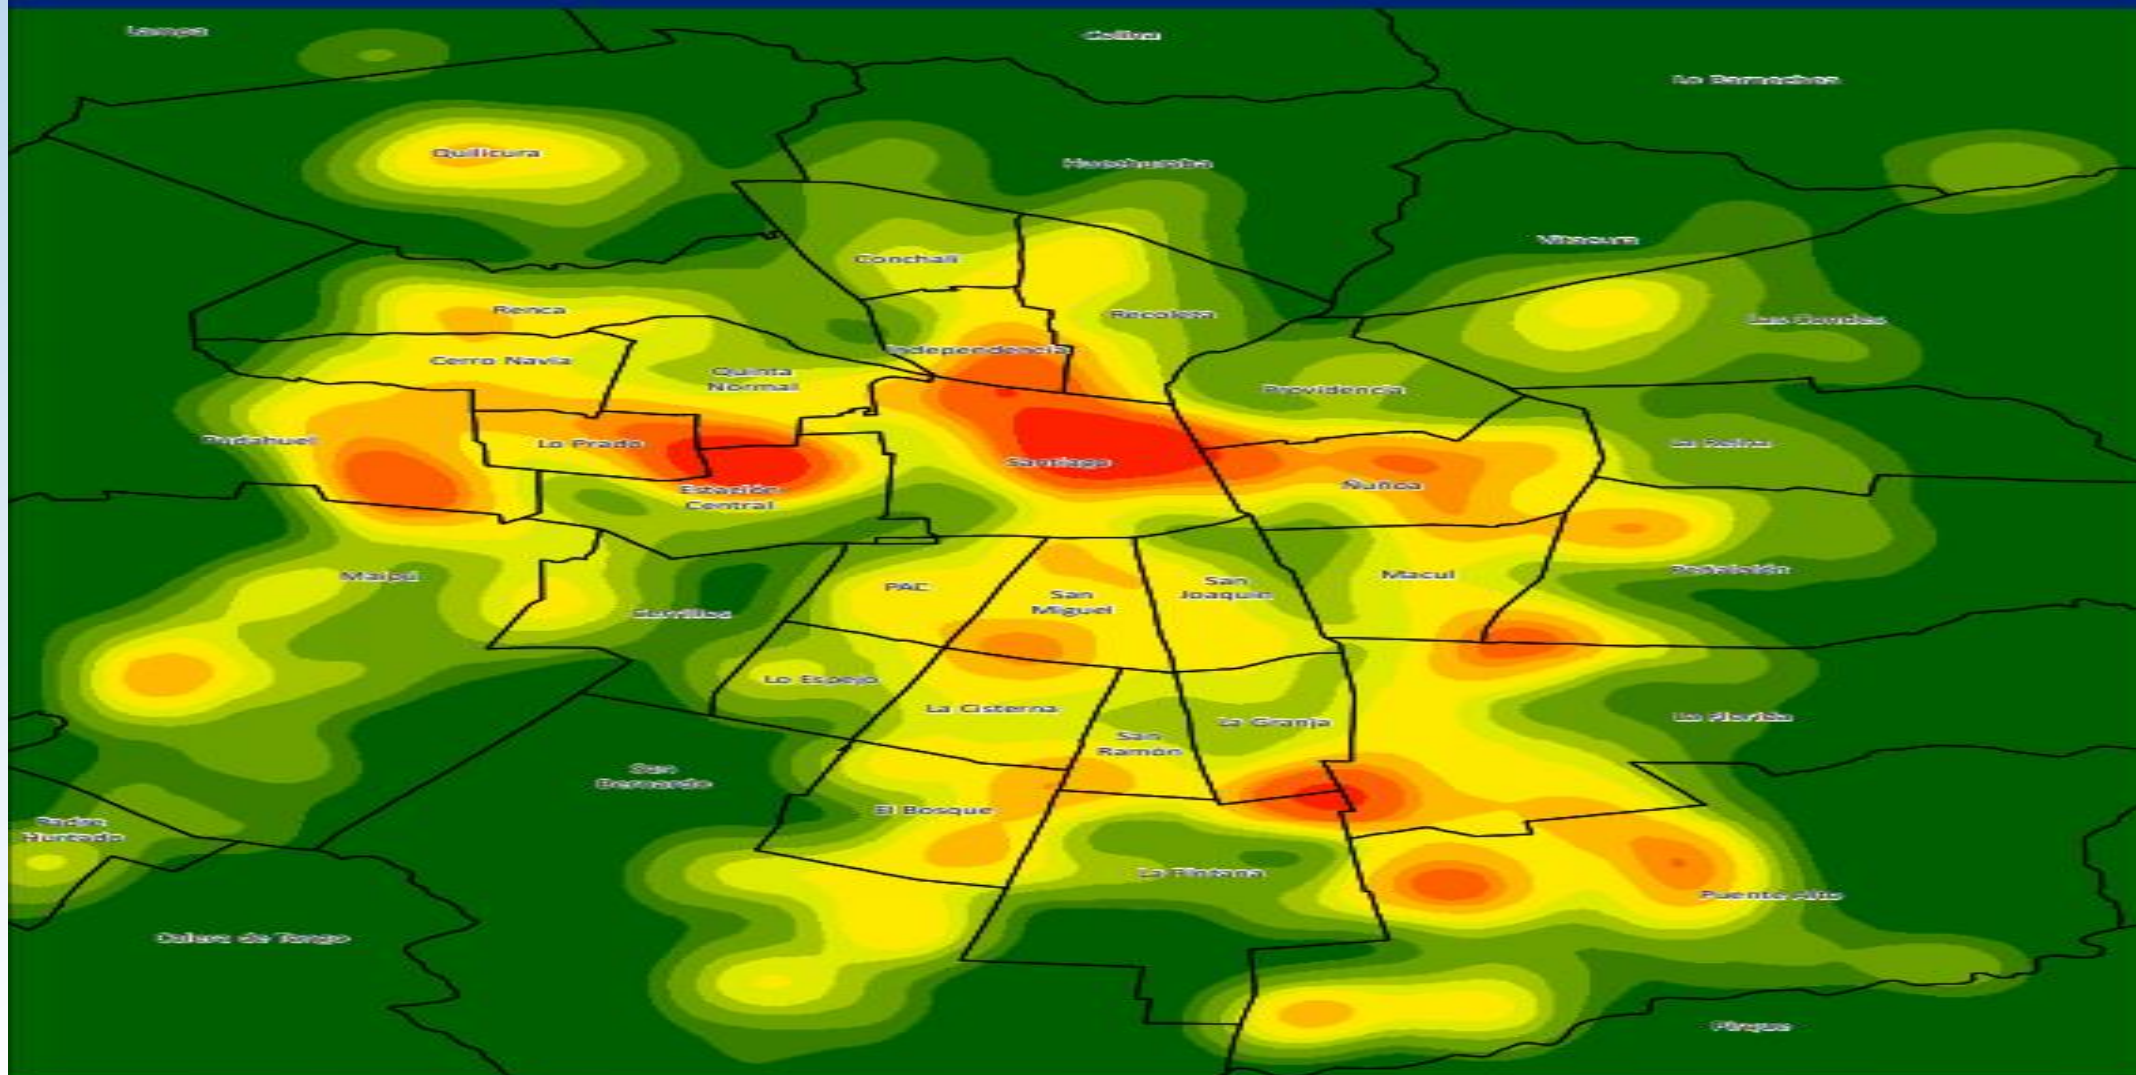 Lampa
Colina
Lo Barnechea
Quilicura
Huechuraba
Vitacura
Conchalí
Renca
Recoleta
Las Condes
Independencia
Cerro Navia
Quinta
Normal
Providencia
Pudahuel
Lo Prado
La Reina
Santiago
Estación
Central
Ñuñoa
Maipú
PAC
San
Miguel
San
Joaquín
Macul
Peñalolén
Cerrillos
Lo Espejo
La Cisterna
La Granja
La Florida
San
Ramón
San
Bernardo
El Bosque
Padre
Hurtado
La Pintana
Puente Alto
Calera de Tango
Pirque